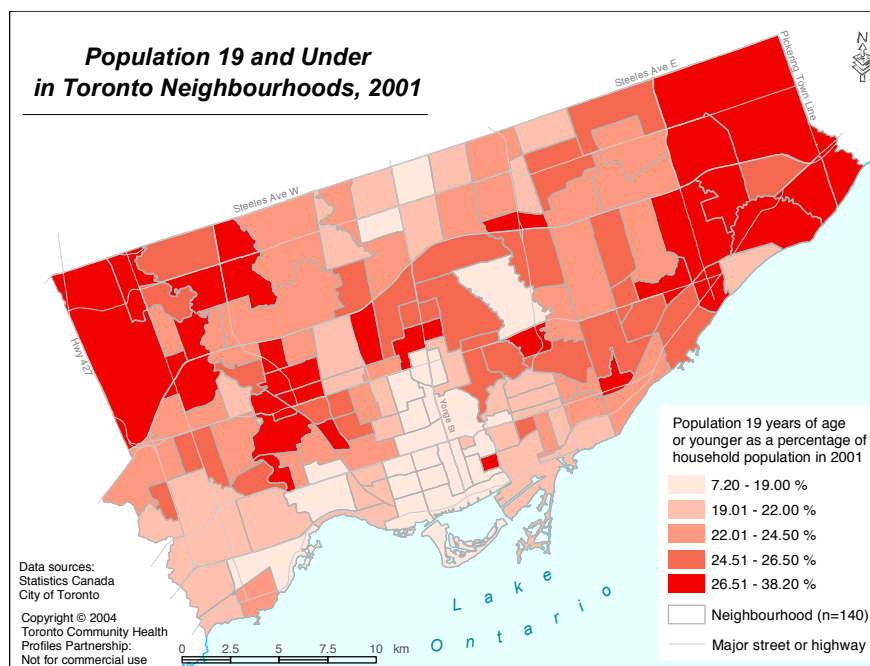 Population 19 and Under
in Toronto Neighbourhoods, 2001
N
Steeles Ave E
Pickering Town Line
Steeles Ave W
Hwy 427
Yonge St
Population 19 years of age
or younger as a percentage of
household population in 2001
7.20 - 19.00 %
19.01 - 22.00 %
22.01 - 24.50 %
24.51 - 26.50 %
26.51 - 38.20 %
Neighbourhood (n=140)
Major street or highway
Lake
Ontario
Data sources:
Statistics Canada
City of Toronto
Copyright © 2004
Toronto Community Health
Profiles Partnership:
Not for commercial use
0 2.5 5 7.5 10 km